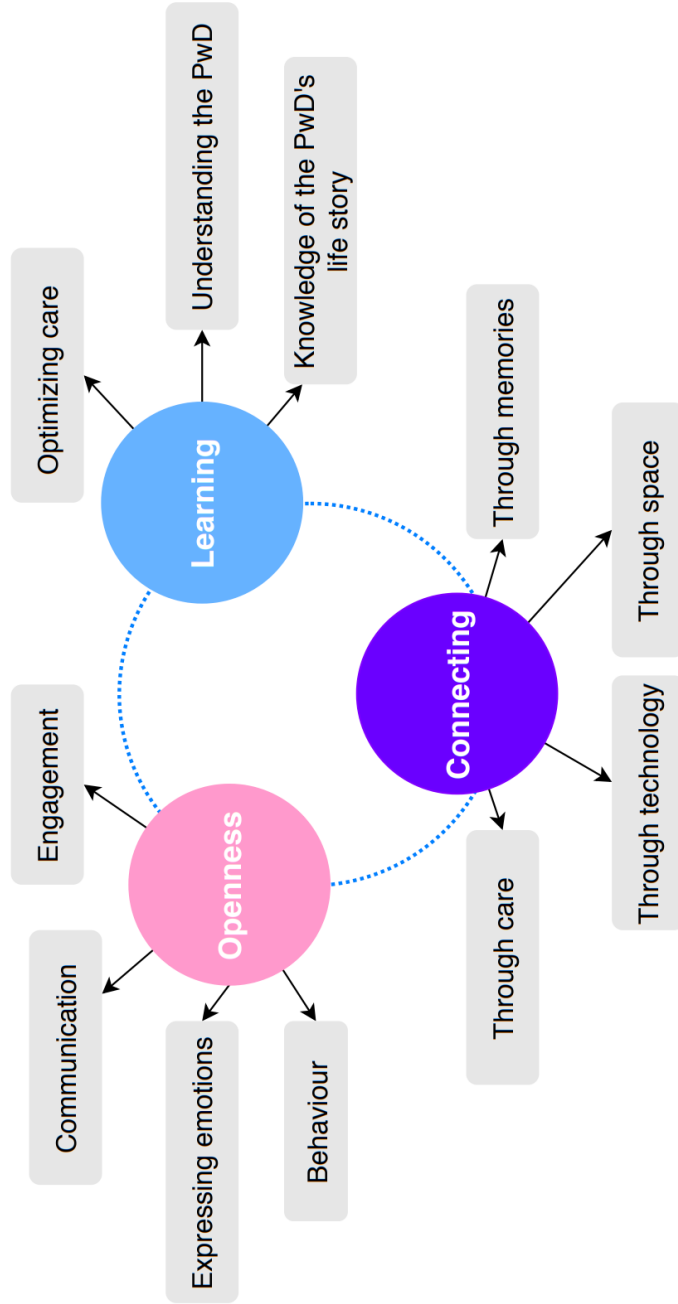 Communication
Engagement
Expressing emotions
Behaviour
Openness
Optimizing care
Understanding the PwD
Knowledge of the PwD's
life story
Learning
Connecting
Through care
Through memories
Through technology
Through space